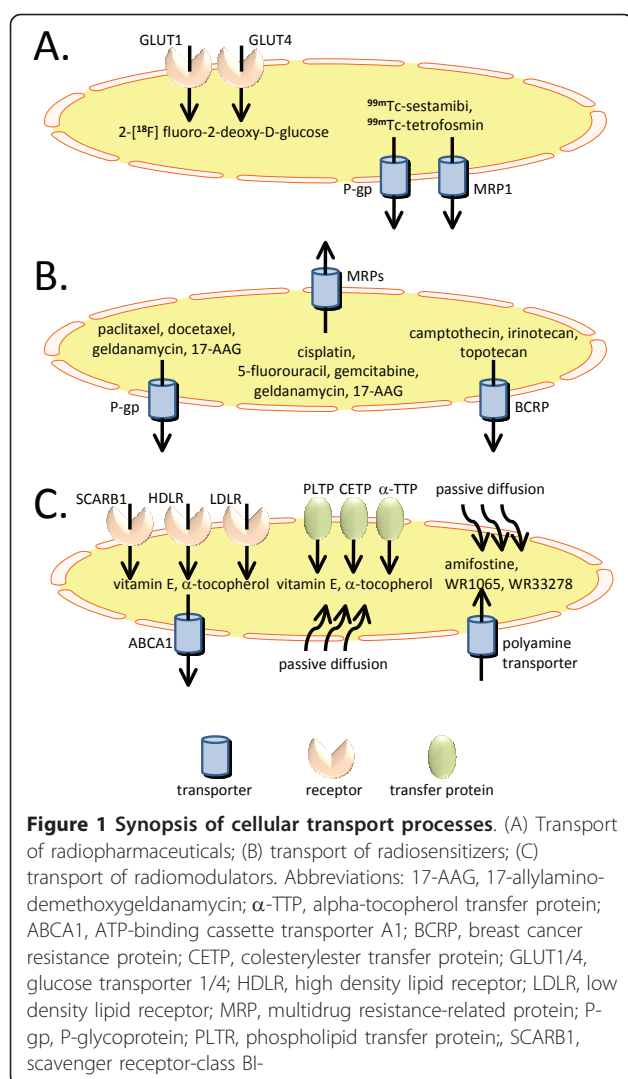 A.
GLUT1 GLUT4
2-[¹⁸F] fluoro-2-deoxy-D-glucose
⁹⁹ᵐTc-sestamibi,
⁹⁹ᵐTc-tetrofosmin
P-gp
MRP1
B.
MRPs
paclitaxel, docetaxel,
geldanamycin, 17-AAG
cisplatin,
5-fluorouracil, gemcitabine,
geldanamycin, 17-AAG
camptothecin, irinotecan,
topotecan
P-gp
BCRP
C.
SCARB1 HDLR LDLR
PLTP CETP α-TTP
passive diffusion
vitamin E, α-tocopherol
vitamin E, α-tocopherol
amifostine,
WR1065, WR33278
ABCA1
passive diffusion
polyamine
transporter
transporter
receptor
transfer protein
Figure 1 Synopsis of cellular transport processes. (A) Transport
of radiopharmaceuticals; (B) transport of radiosensitizers; (C)
transport of radiomodulators. Abbreviations: 17-AAG, 17-allylamino-
demethoxygeldanamycin; α-TTP, alpha-tocopherol transfer protein;
ABCA1, ATP-binding cassette transporter A1; BCRP, breast cancer
resistance protein; CETP, colesterylester transfer protein; GLUT1/4,
glucose transporter 1/4; HDLR, high density lipid receptor; LDLR, low
density lipid receptor; MRP, multidrug resistance-related protein; P-
gp, P-glycoprotein; PLTR, phospholipid transfer protein;, SCARB1,
scavenger receptor-class BI-